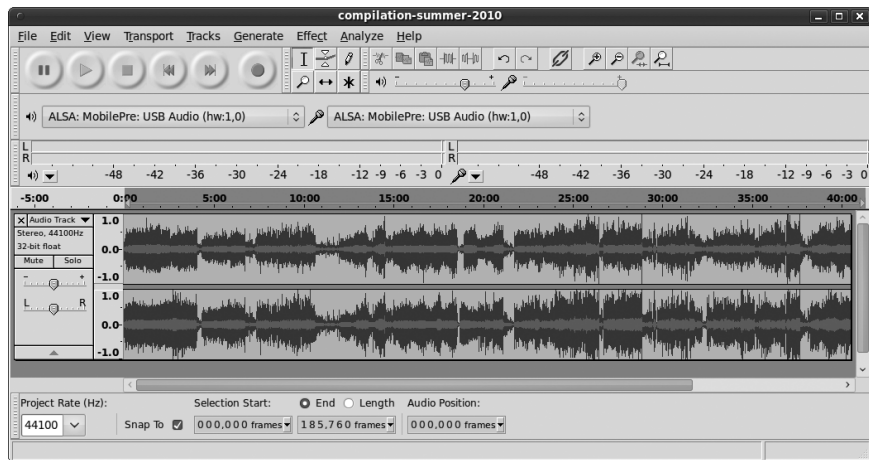 compilation-summer-2010
File Edit View Transport Tracks Generate Effect Analyze Help
ALSA: MobilePre: USB Audio (hw:1,0) ALSA: MobilePre: USB Audio (hw:1,0)
L L
R R
-48 -42 -36 -30 -24 -18 -12 -9 -6 -3 0 -48 -42 -36 -30 -24 -18 -12 -9 -6 -3 0
-5:00 0:00 5:00 10:00 15:00 20:00 25:00 30:00 35:00 40:00
X Audio Track 1.0
Stereo, 44100Hz
32-bit float 0.0
Mute Solo
- + -1.0
L R 1.0
0.0
-1.0
Project Rate (Hz): Selection Start: End Length Audio Position:
44100 Snap To 000,000 frames 185,760 frames 000,000 frames